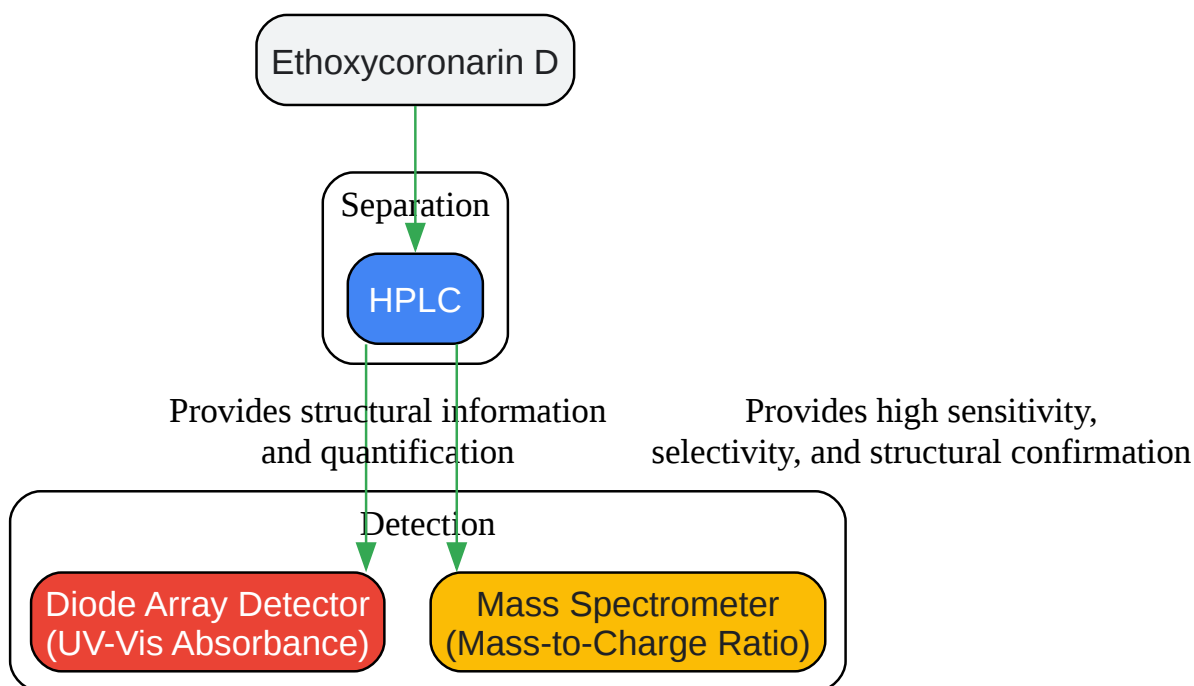 Ethoxycoronarin D
Separation
HPLC
Provides structural information
and quantification
Provides high sensitivity,
selectivity, and structural confirmation
Detection
Diode Array Detector
(UV-Vis Absorbance)
Mass Spectrometer
(Mass-to-Charge Ratio)